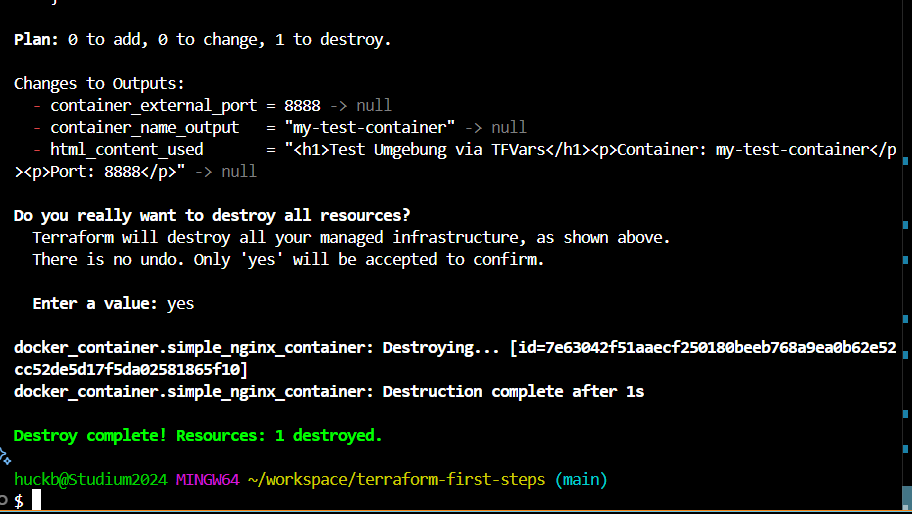 Plan: 0 to add, 0 to change, 1 to destroy.
Changes to Outputs:
- container_external_port = 8888 -> null
- container_name_output   = "my-test-container" -> null
- html_content_used       = "<h1>Test Umgebung via TFVars</h1><p>Container: my-test-container</p
><p>Port: 8888</p>" -> null
Do you really want to destroy all resources?
Terraform will destroy all your managed infrastructure, as shown above.
There is no undo. Only 'yes' will be accepted to confirm.
Enter a value: yes
docker_container.simple_nginx_container: Destroying... [id=7e63042f51aaecf250180beeb768a9ea0b62e52
cc52de5d17f5da02581865f10]
docker_container.simple_nginx_container: Destruction complete after 1s
Destroy complete! Resources: 1 destroyed.
huckb@Studium2024 MINGW64 ~/workspace/terraform-first-steps (main)
$